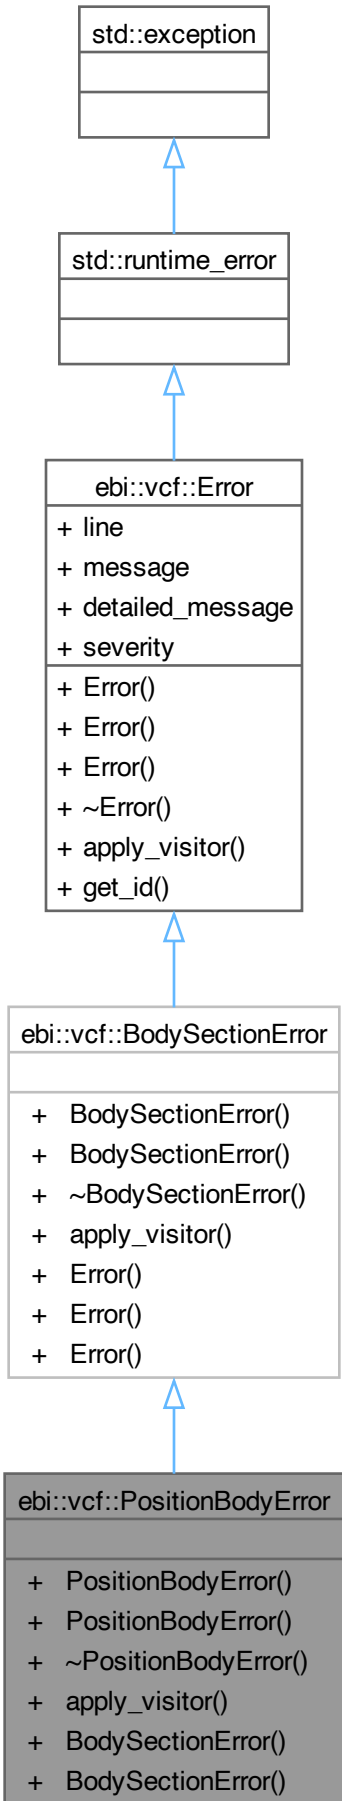 std::exception
std::runtime_error
ebi::vcf::Error
+ line
+ message
+ detailed_message
+ severity
+ Error()
+ Error()
+ Error()
+ ~Error()
+ apply_visitor()
+ get_id()
ebi::vcf::BodySectionError
+ BodySectionError()
+ BodySectionError()
+ ~BodySectionError()
+ apply_visitor()
+ Error()
+ Error()
+ Error()
ebi::vcf::PositionBodyError
+ PositionBodyError()
+ PositionBodyError()
+ ~PositionBodyError()
+ apply_visitor()
+ BodySectionError()
+ BodySectionError()